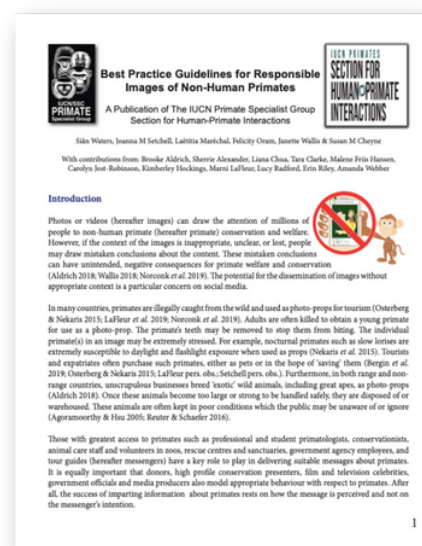 IUCN/SSC
PRIMATE
Specialist Group
Best Practice Guidelines for Responsible
Images of Non-Human Primates
A Publication of The IUCN Primate Specialist Group
Section for Human-Primate Interactions
IUCN PRIMATES
SECTION FOR
HUMAN PRIMATE
INTERACTIONS
Siân Waters, Joanna M Setchell, Laëtitia Maréchal, Felicity Oram, Janette Wallis & Susan M Cheyne
With contributions from: Brooke Aldrich, Sherrie Alexander, Liana Chua, Tara Clarke, Malene Friis Hansen,
Carolyn Jost-Robinson, Kimberley Hockings, Marni LaFleur, Lucy Radford, Erin Riley, Amanda Webber
Introduction
Photos or videos (hereafter images) can draw the attention of millions of
people to non-human primate (hereafter primate) conservation and welfare.
However, if the context of the images is inappropriate, unclear, or lost, people
may draw mistaken conclusions about the content. These mistaken conclusions
can have unintended, negative consequences for primate welfare and conservation
(Aldrich 2018; Wallis 2018; Norconk et al. 2019). The potential for the dissemination of images without
appropriate context is a particular concern on social media.
In many countries, primates are illegally caught from the wild and used as photo-props for tourism (Osterberg
& Nekaris 2015; LaFleur et al. 2019; Norconk et al. 2019). Adults are often killed to obtain a young primate
for use as a photo-prop. The primate's teeth may be removed to stop them from biting. The individual
primate(s) in an image may be extremely stressed. For example, nocturnal primates such as slow lorises are
extremely susceptible to daylight and flashlight exposure when used as props (Nekaris et al. 2015). Tourists
and expatriates often purchase such primates, either as pets or in the hope of 'saving' them (Bergin et al.
2019; Osterberg & Nekaris 2015; LaFleur pers. obs.; Setchell pers. obs.). Furthermore, in both range and non-
range countries, unscrupulous businesses breed 'exotic' wild animals, including great apes, as photo-props
(Aldrich 2018). Once these animals become too large or strong to be handled safely, they are disposed of or
warehoused. These animals are often kept in poor conditions which the public may be unaware of or ignore
(Agoramoorthy & Hsu 2005; Reuter & Schaefer 2016).
Those with greatest access to primates such as professional and student primatologists, conservationists,
animal care staff and volunteers in zoos, rescue centres and sanctuaries, government agency employees, and
tour guides (hereafter messengers) have a key role to play in delivering suitable messages about primates.
It is equally important that donors, high profile conservation presenters, film and television celebrities,
government officials and media producers also model appropriate behaviour with respect to primates. After
all, the success of imparting information about primates rests on how the message is perceived and not on
the messenger's intention.
1